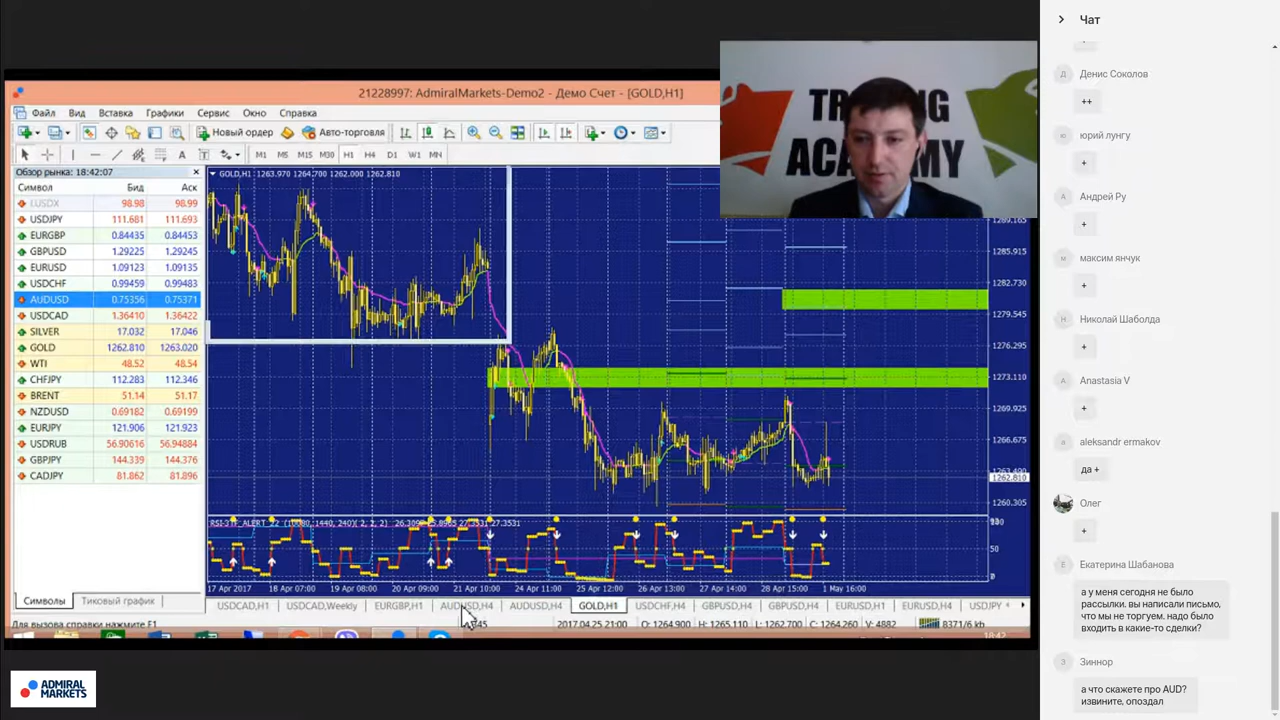 21228997: AdmiralMarkets-Demo2 - Демо Счет - [GOLD,H1]
Файл Вид Вставка Графики Сервис Окно Справка
Новый ордер Авто-торговля
A T M1 M5 M15 M30 H1 H4 D1 W1 MN
Обзор рынка: 18:42:07
Символ Бид Аск
98.98 98.99
USDJPY 111.681 111.693
EURGBP 0.84435 0.84453
GBPUSD 1.29225 1.29245
EURUSD 1.09123 1.09135
USDCHF 0.99459 0.99483
AUDUSD 0.75356 0.75371
USDCAD 1.36410 1.36422
SILVER 17.032 17.046
GOLD 1262.810 1263.020
WTI 48.52 48.54
CHFJPY 112.283 112.346
BRENT 51.14 51.17
NZDUSD 0.69182 0.69199
EURJPY 121.906 121.923
USDRUB 56.90616 56.94884
GBPJPY 144.339 144.376
CADJPY 81.862 81.896
Символы Тиковый график
Для вызова справки нажмите F1
GOLD,H1 1263.970 1264.700 1262.000 1262.810
1289.165
1285.915
1282.730
1279.545
1276.295
1273.110
1269.925
1266.675
1263.490
1262.810
1260.305
50
17 Apr 2017 18 Apr 07:00 19 Apr 08:00 20 Apr 09:00 21 Apr 10:00 24 Apr 11:00 25 Apr 12:00 26 Apr 13:00 27 Apr 14:00 28 Apr 15:00 1 May 16:00
USDCAD,H1 USDCAD,Weekly EURGBP,H1 AUDUSD,H4 AUDUSD,H4 GOLD,H1 USDCHF,H4 GBPUSD,H4 GBPUSD,H4 EURUSD,H1 EURUSD,H4 USDJPY
2017.04.25 21:00 O: 1264.900 H: 1265.110 L: 1262.700 C: 1264.260 V: 4882 8371/6 kb
18:42
TRADING
ACADEMY
ADMIRAL
MARKETS
Чат
Д Денис Соколов
++
ю юрий лунгу
+
А Андрей Ру
+
м максим янчук
+
Н Николай Шаболда
+
A Anastasia V
+
a aleksandr ermakov
да +
Олег
+
Е Екатерина Шабанова
а у меня сегодня не было
рассылки. вы написали письмо,
что мы не торгуем. надо было
входить в какие-то сделки?
З Зиннор
а что скажете про AUD?
извините, опоздал